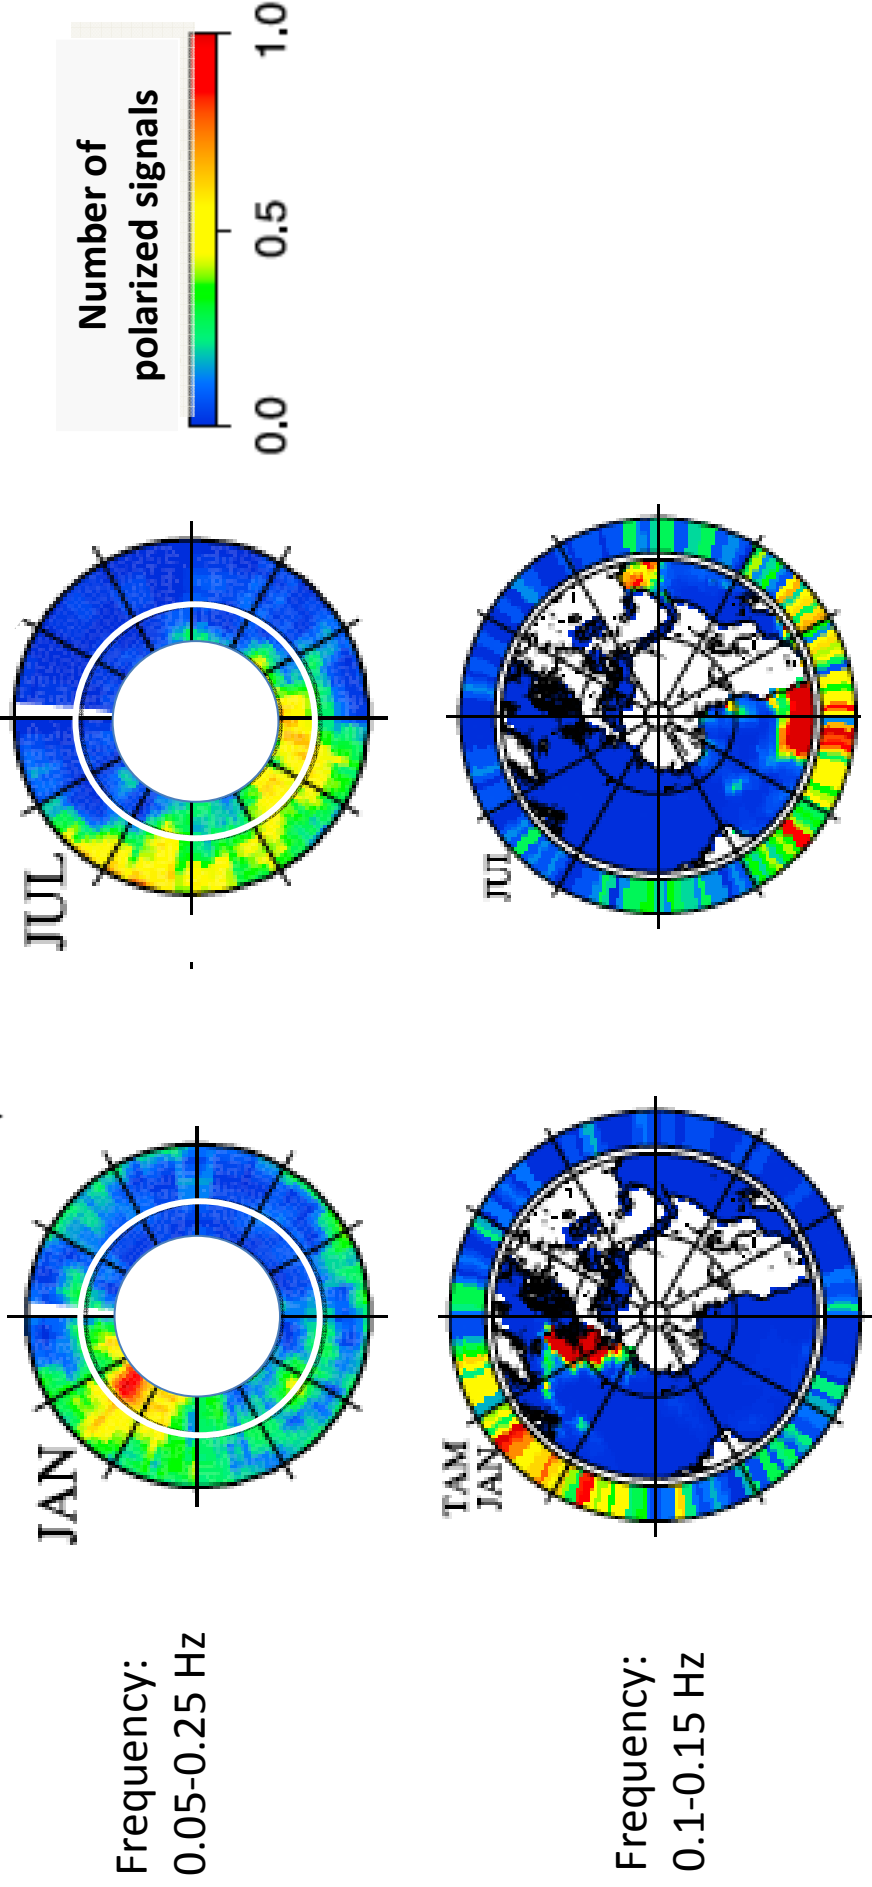 JAN
JUL
Number of
polarized signals
0.0 0.5 1.0
Frequency:
0.05-0.25 Hz
TAM
JAN
JUL
Frequency:
0.1-0.15 Hz